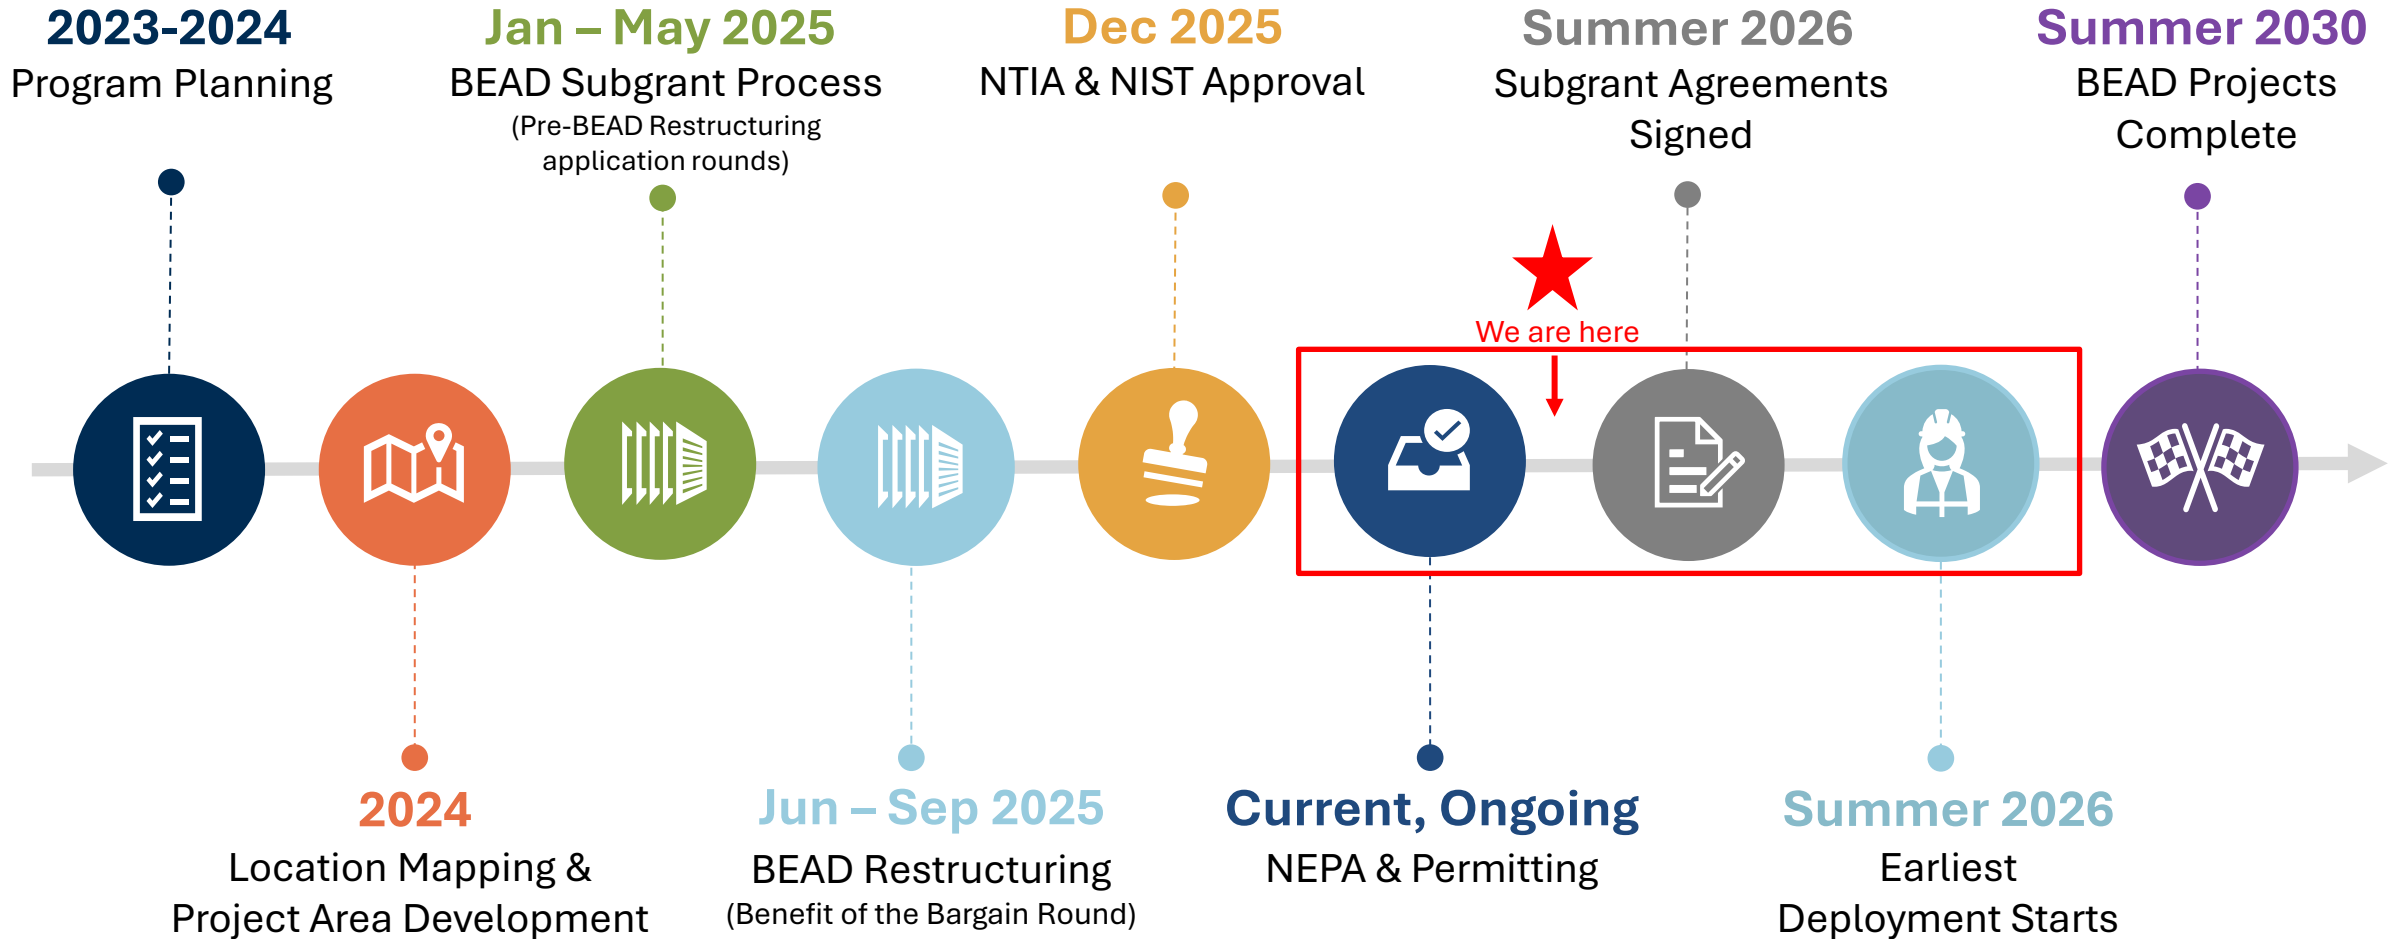 2023-2024
Program Planning
Jan – May 2025
BEAD Subgrant Process
(Pre-BEAD Restructuring
application rounds)
Dec 2025
NTIA & NIST Approval
Summer 2026
Subgrant Agreements
Signed
Summer 2030
BEAD Projects
Complete
We are here
2024
Location Mapping &
Project Area Development
Jun – Sep 2025
BEAD Restructuring
(Benefit of the Bargain Round)
Current, Ongoing
NEPA & Permitting
Summer 2026
Earliest
Deployment Starts